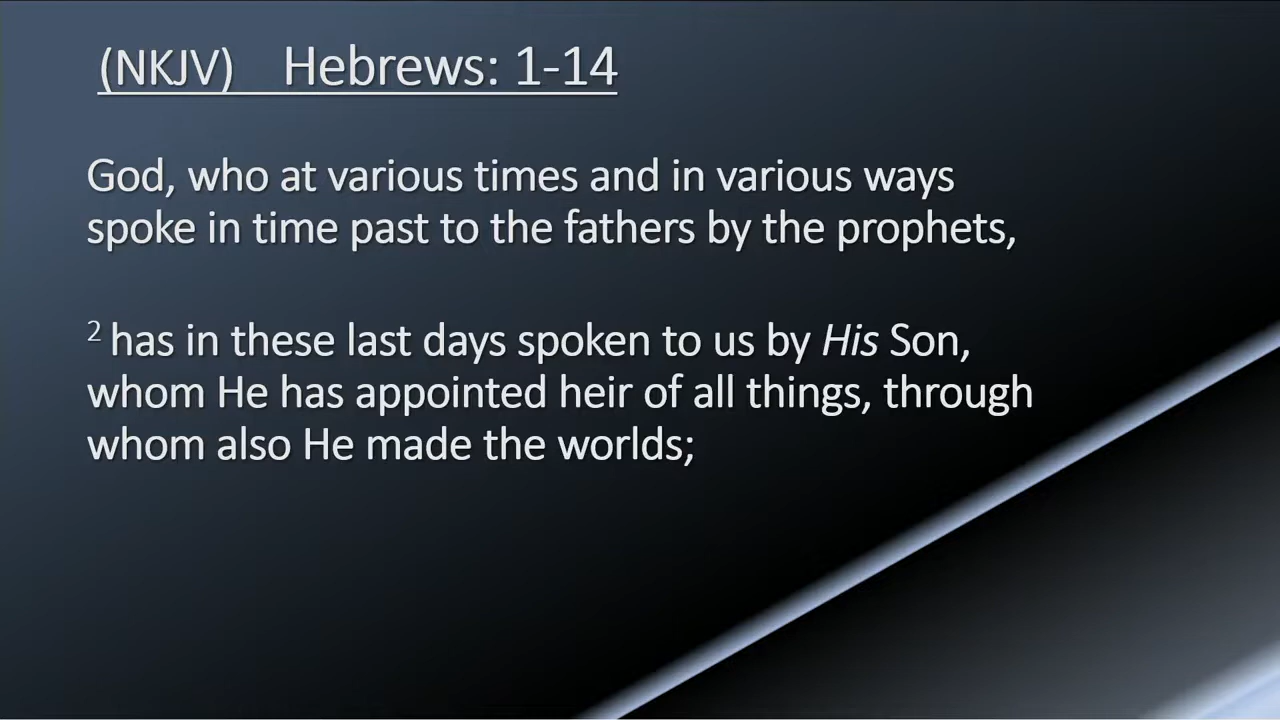 (NKJV) Hebrews: 1-14
God, who at various times and in various ways
spoke in time past to the fathers by the prophets,
2 has in these last days spoken to us by His Son,
whom He has appointed heir of all things, through
whom also He made the worlds;